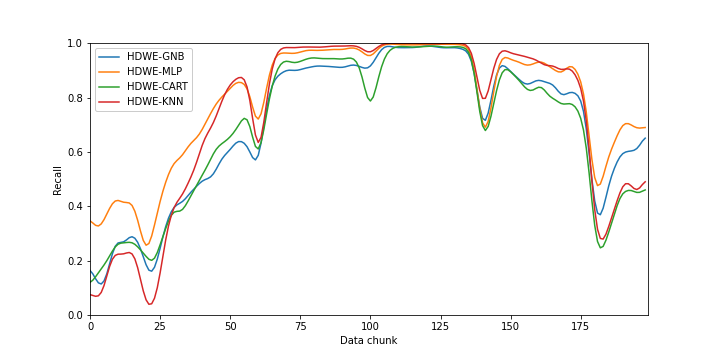 HDWE-GNB
HDWE-MLP
HDWE-CART
HDWE-KNN
Recall
1.0
0.8
0.6
0.4
0.2
0.0
0 25 50 75 100 125 150 175
Data chunk